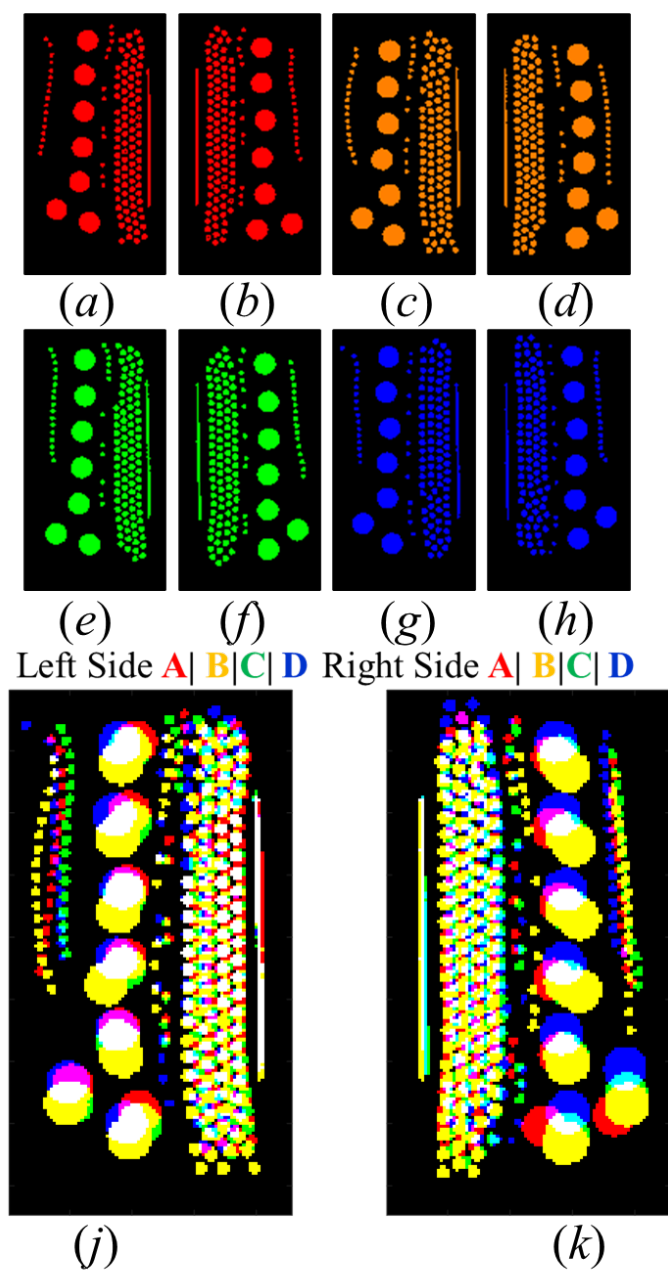 (a) (b) (c) (d)
(e) (f) (g) (h)
Left Side A| B|C| D Right Side A| B|C| D
(j) (k)